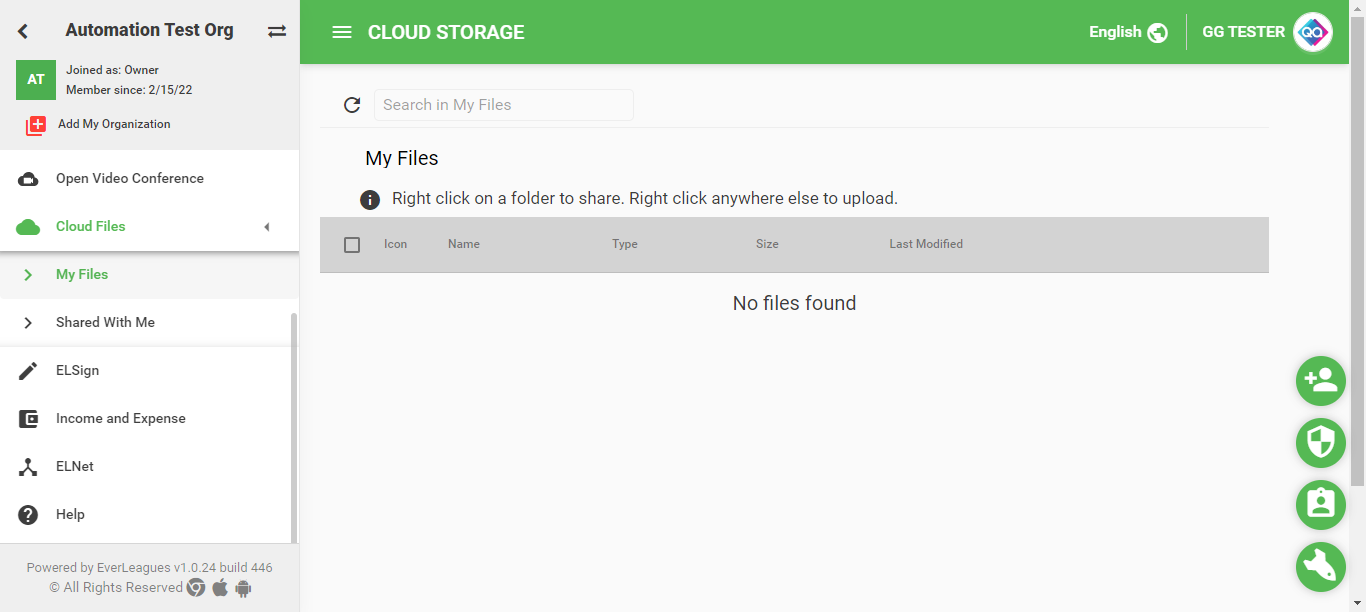 Automation Test Org
AT
Joined as: Owner
Member since: 2/15/22
Add My Organization
Open Video Conference
Cloud Files
My Files
Shared With Me
ELSign
Income and Expense
ELNet
Help
Powered by EverLeagues v1.0.24 build 446
© All Rights Reserved
CLOUD STORAGE
English
GG TESTER
QA
Search in My Files
My Files
Right click on a folder to share. Right click anywhere else to upload.
Icon Name Type Size Last Modified
No files found